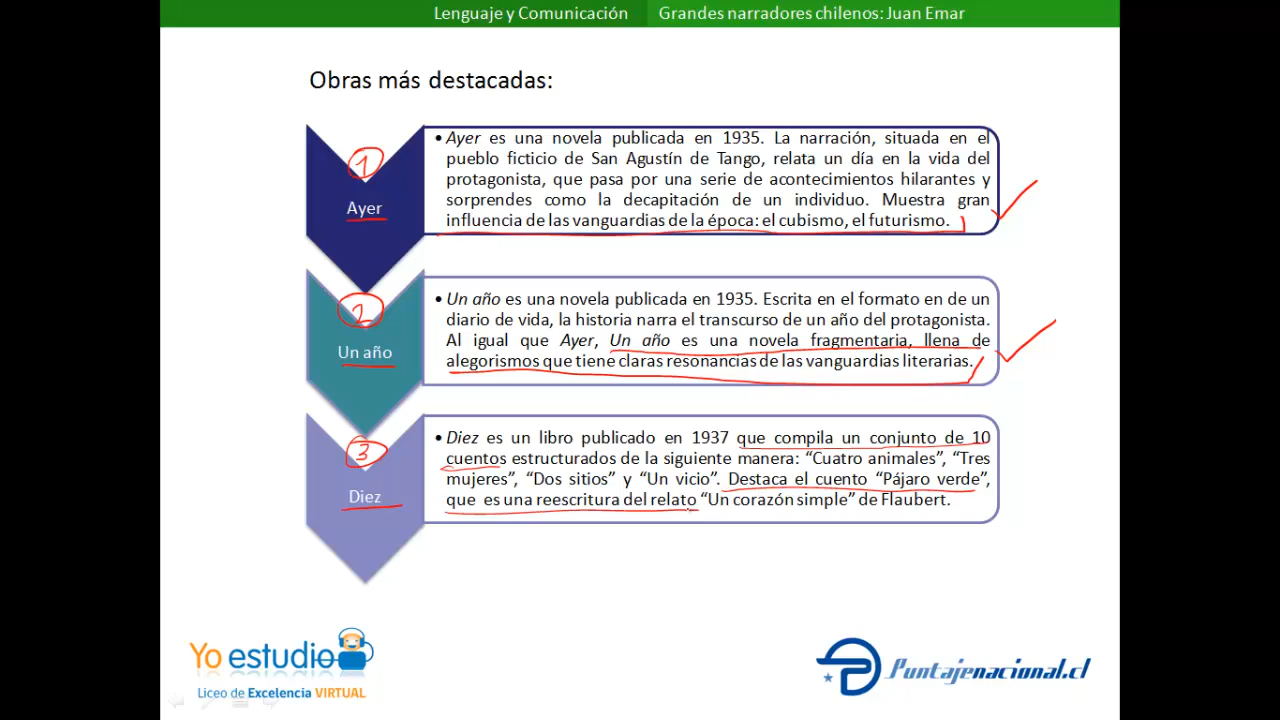 Lenguaje y Comunicación Grandes narradores chilenos: Juan Emar
Obras más destacadas:
1
Ayer
• Ayer es una novela publicada en 1935. La narración, situada en el
pueblo ficticio de San Agustín de Tango, relata un día en la vida del
protagonista, que pasa por una serie de acontecimientos hilarantes y
sorprendes como la decapitación de un individuo. Muestra gran
influencia de las vanguardias de la época: el cubismo, el futurismo.
2
Un año
• Un año es una novela publicada en 1935. Escrita en el formato en de un
diario de vida, la historia narra el transcurso de un año del protagonista.
Al igual que Ayer, Un año es una novela fragmentaria, llena de
alegorismos que tiene claras resonancias de las vanguardias literarias.
3
Diez
• Diez es un libro publicado en 1937 que compila un conjunto de 10
cuentos estructurados de la siguiente manera: “Cuatro animales”, “Tres
mujeres”, “Dos sitios” y “Un vicio”. Destaca el cuento “Pájaro verde”,
que es una reescritura del relato “Un corazón simple” de Flaubert.
Yo estudio
Liceo de Excelencia VIRTUAL
Puntajenacional.cl